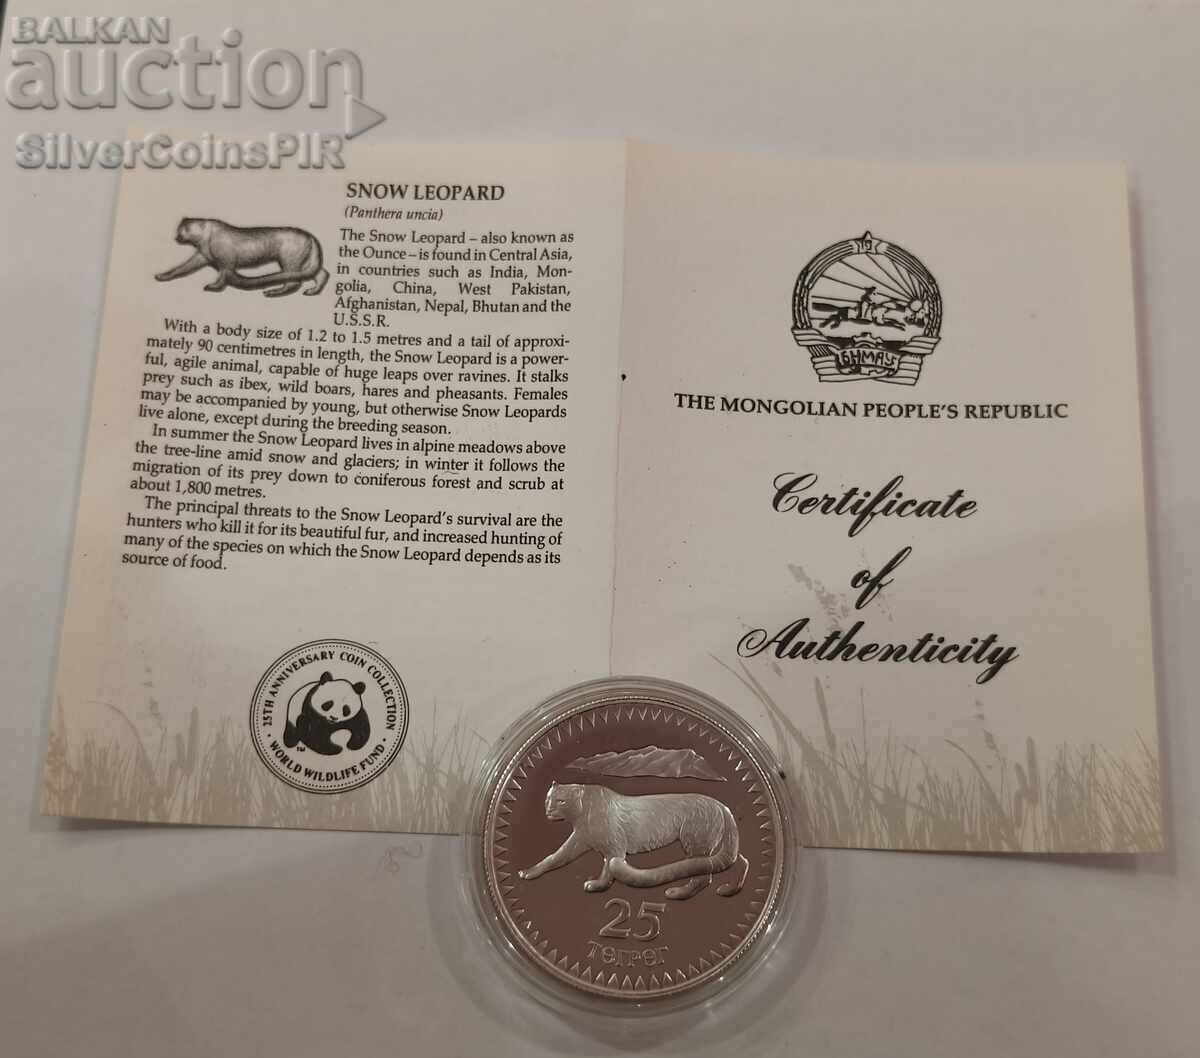 BALKAN
auction
SilverCoinsPIR
SNOW LEOPARD
(Panthera uncia)
The Snow Leopard – also known as
the Ounce – is found in Central Asia,
in countries such as India, Mon-
golia, China, West Pakistan,
Afghanistan, Nepal, Bhutan and the
U.S.S.R.
With a body size of 1.2 to 1.5 metres and a tail of approxi-
mately 90 centimetres in length, the Snow Leopard is a power-
ful, agile animal, capable of huge leaps over ravines. It stalks
prey such as ibex, wild boars, hares and pheasants. Females
may be accompanied by young, but otherwise Snow Leopards
live alone, except during the breeding season.
In summer the Snow Leopard lives in alpine meadows above
the tree-line amid snow and glaciers; in winter it follows the
migration of its prey down to coniferous forest and scrub at
about 1,800 metres.
The principal threats to the Snow Leopard's survival are the
hunters who kill it for its beautiful fur, and increased hunting of
many of the species on which the Snow Leopard depends as its
source of food.
25TH ANNIVERSARY COIN COLLECTION
WORLD WILDLIFE FUND
TM
БНМАУ
THE MONGOLIAN PEOPLE'S REPUBLIC
Certificate
of
Authenticity
25
ТӨГРӨГ